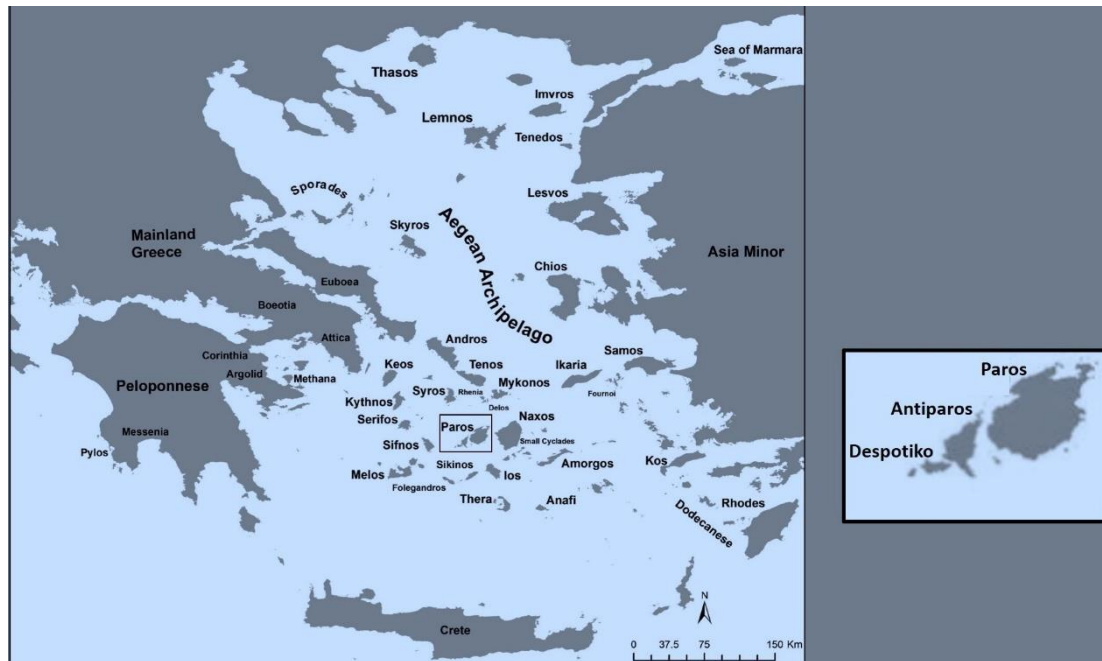 Sea of Marmara
Thasos
Imvros
Lemnos
Tenedos
Sporades
Lesvos
Skyros
Aegean Archipelago
Mainland
Greece
Asia Minor
Chios
Euboea
Boeotia
Attica
Andros
Samos
Corinthia
Keos
Tenos
Ikaria
Argolid
Methana
Peloponnese
Syros
Rhenia
Mykonos
Fournoi
Kythnos
Delos
Serifos
Paros
Naxos
Messenia
Sifnos
Small Cyclades
Pylos
Melos
Sikinos
Ios
Amorgos
Kos
Folegandros
Thera
Anafi
Dodecanese
Rhodes
Crete
N
0 37.5 75 150 Km
Paros
Antiparos
Despotiko